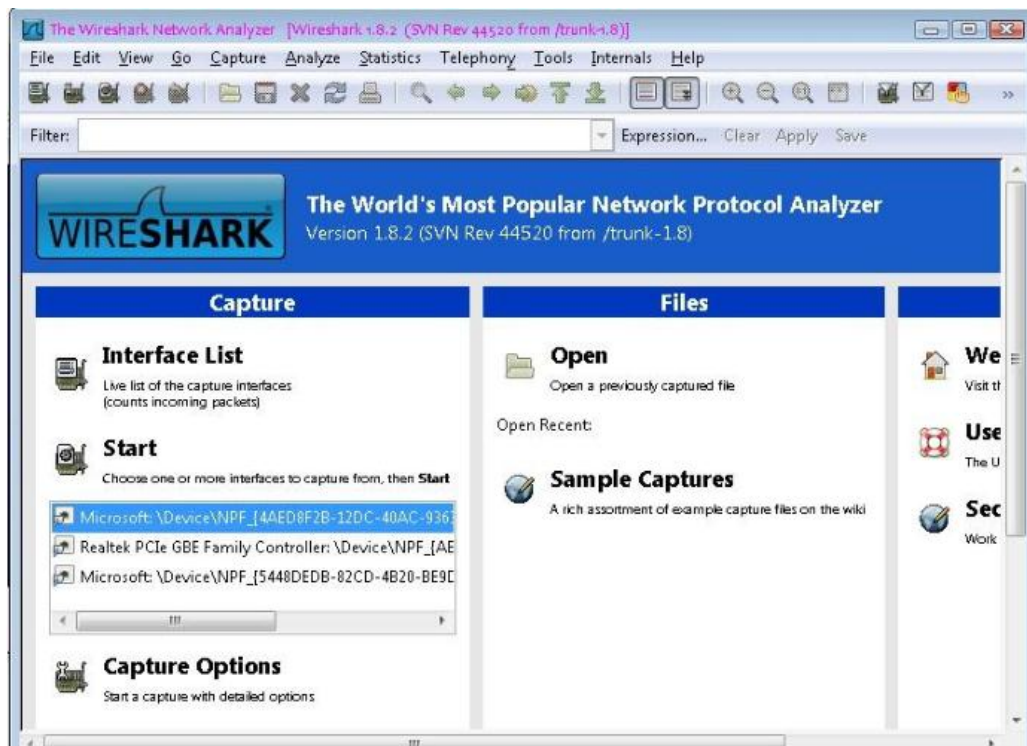 The Wireshark Network Analyzer [Wireshark 1.8.2 (SVN Rev 44520 from /trunk-1.8)]
File Edit View Go Capture Analyze Statistics Telephony Tools Internals Help
Filter: Expression... Clear Apply Save
WIRESHARK
The World's Most Popular Network Protocol Analyzer
Version 1.8.2 (SVN Rev 44520 from /trunk-1.8)
Capture
Interface List
Live list of the capture interfaces
(counts incoming packets)
Start
Choose one or more interfaces to capture from, then Start
Microsoft: \Device\NPF_{4AED8F2B-12DC-40AC-936
Realtek PCIe GBE Family Controller: \Device\NPF_{AE
Microsoft: \Device\NPF_{5448DEDB-82CD-4B20-BE9D
Capture Options
Start a capture with detailed options
Files
Open
Open a previously captured file
Open Recent:
Sample Captures
A rich assortment of example capture files on the wiki
We
Visit th
Use
The U
Sec
Work